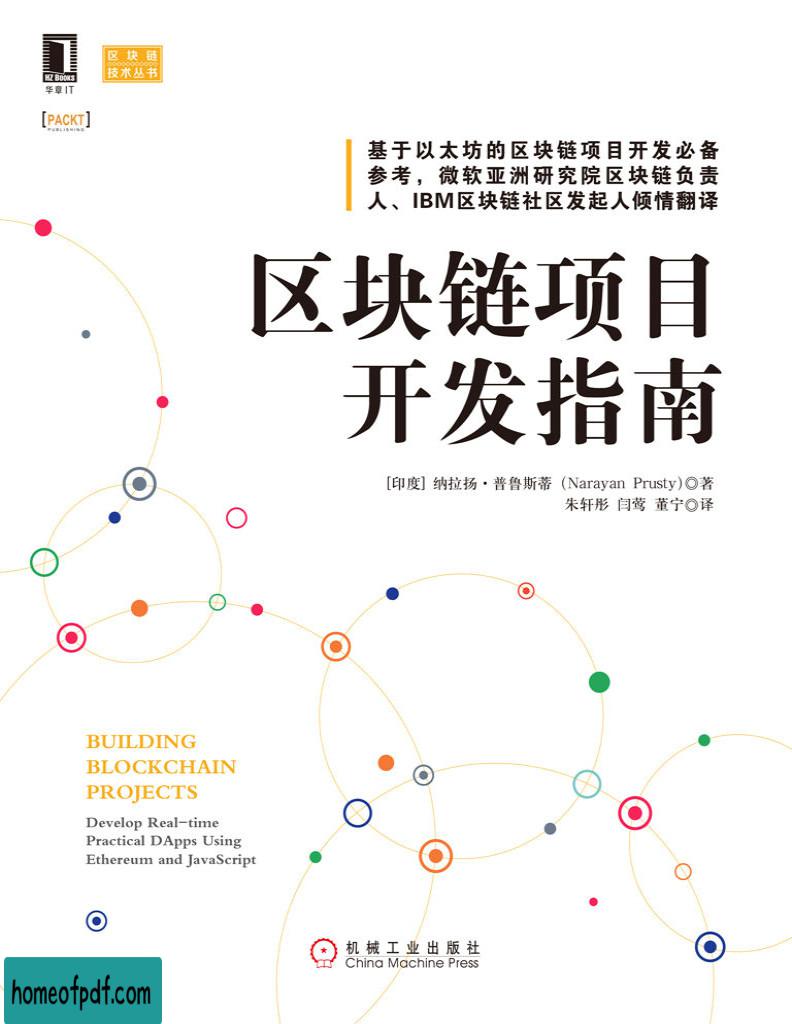 HZ Books
华章IT
区块链
技术丛书
[PACKT]
PUBLISHING
基于以太坊的区块链项目开发必备
参考，微软亚洲研究院区块链负责
人、IBM区块链社区发起人倾情翻译
区块链项目
开发指南
[印度] 纳拉扬·普鲁斯蒂（Narayan Prusty)◎著
朱轩彤 闫莺 董宁◎译
BUILDING
BLOCKCHAIN
PROJECTS
Develop Real-time
Practical DApps Using
Ethereum and JavaScript
机械工业出版社
China Machine Press
homeofpdf.com